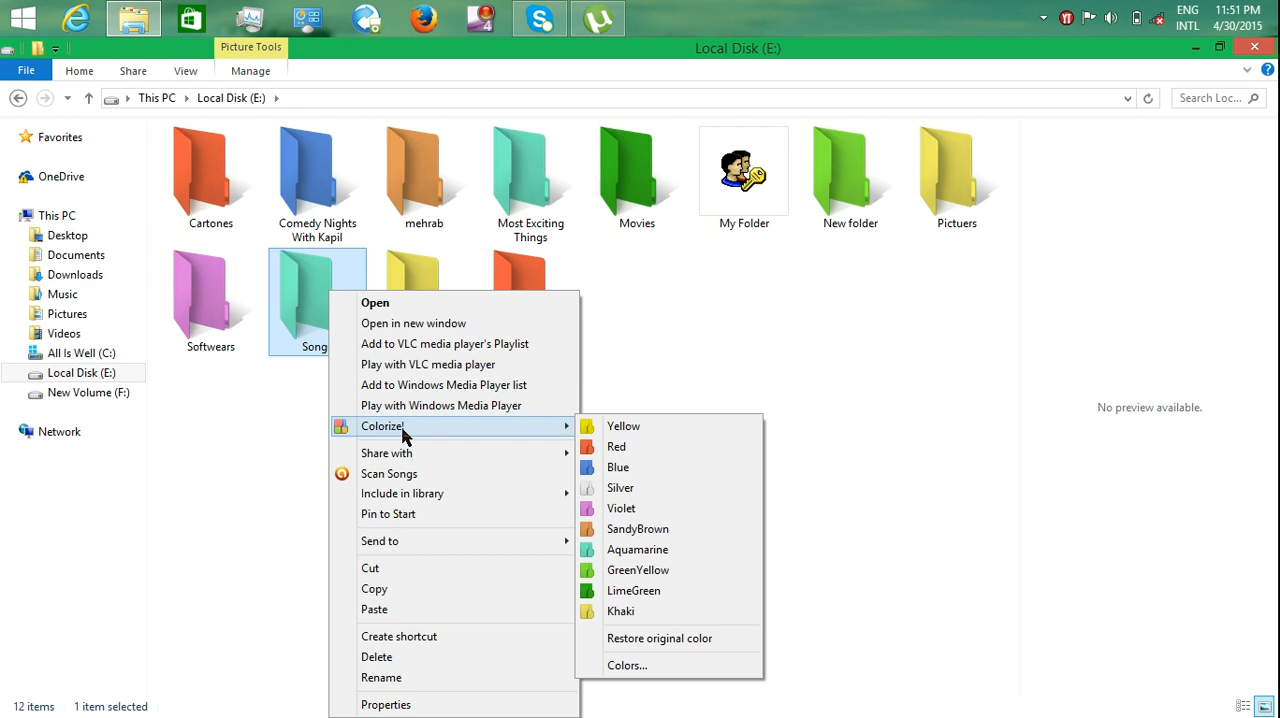 ENG
INTL
11:51 PM
4/30/2015
Picture Tools
Local Disk (E:)
File
Home
Share
View
Manage
This PC
Local Disk (E:)
Search Loc...
Favorites
OneDrive
This PC
Desktop
Documents
Downloads
Music
Pictures
Videos
All Is Well (C:)
Local Disk (E:)
New Volume (F:)
Network
Cartones
Comedy Nights
With Kapil
mehrab
Most Exciting
Things
Movies
My Folder
New folder
Pictuers
Softwears
Song
Open
Open in new window
Add to VLC media player's Playlist
Play with VLC media player
Add to Windows Media Player list
Play with Windows Media Player
Colorize!
Share with
Scan Songs
Include in library
Pin to Start
Send to
Cut
Copy
Paste
Create shortcut
Delete
Rename
Properties
Yellow
Red
Blue
Silver
Violet
SandyBrown
Aquamarine
GreenYellow
LimeGreen
Khaki
Restore original color
Colors...
No preview available.
12 items
1 item selected